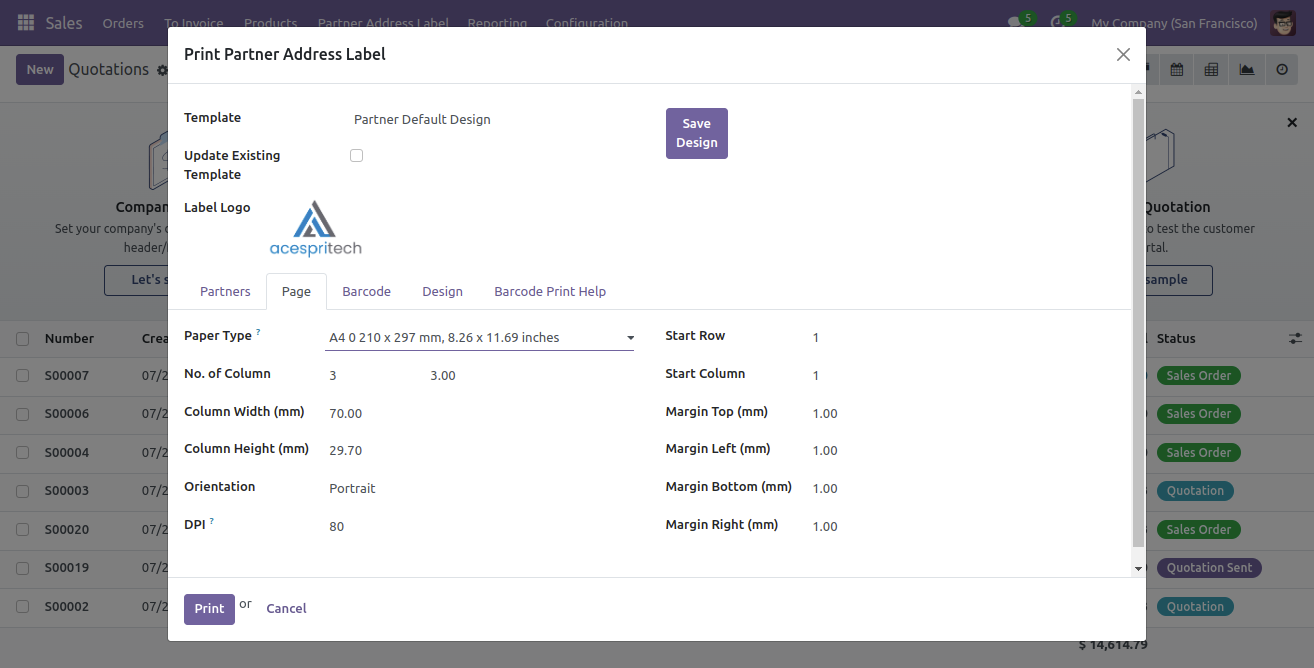 Sales Orders To Invoice Products Partner Address Label Reporting Configuration 5 5 My Company (San Francisco)
New Quotations
Print Partner Address Label
Template Partner Default Design
Save Design
Update Existing Template
Label Logo
acespritech
Set your company's
header/
Let's s
Quotation
to test the customer
rtal.
sample
Partners Page Barcode Design Barcode Print Help
Paper Type ? A4 0 210 x 297 mm, 8.26 x 11.69 inches Start Row 1
No. of Column 3 3.00 Start Column 1
Column Width (mm) 70.00 Margin Top (mm) 1.00
Column Height (mm) 29.70 Margin Left (mm) 1.00
Orientation Portrait Margin Bottom (mm) 1.00
DPI ? 80 Margin Right (mm) 1.00
Print or Cancel
Number Crea Status
S00007 07/2 Sales Order
S00006 07/2 Sales Order
S00004 07/2 Sales Order
S00003 07/2 Quotation
S00020 07/2 Sales Order
S00019 07/2 Quotation Sent
S00002 07/2 Quotation
$ 14,614.79